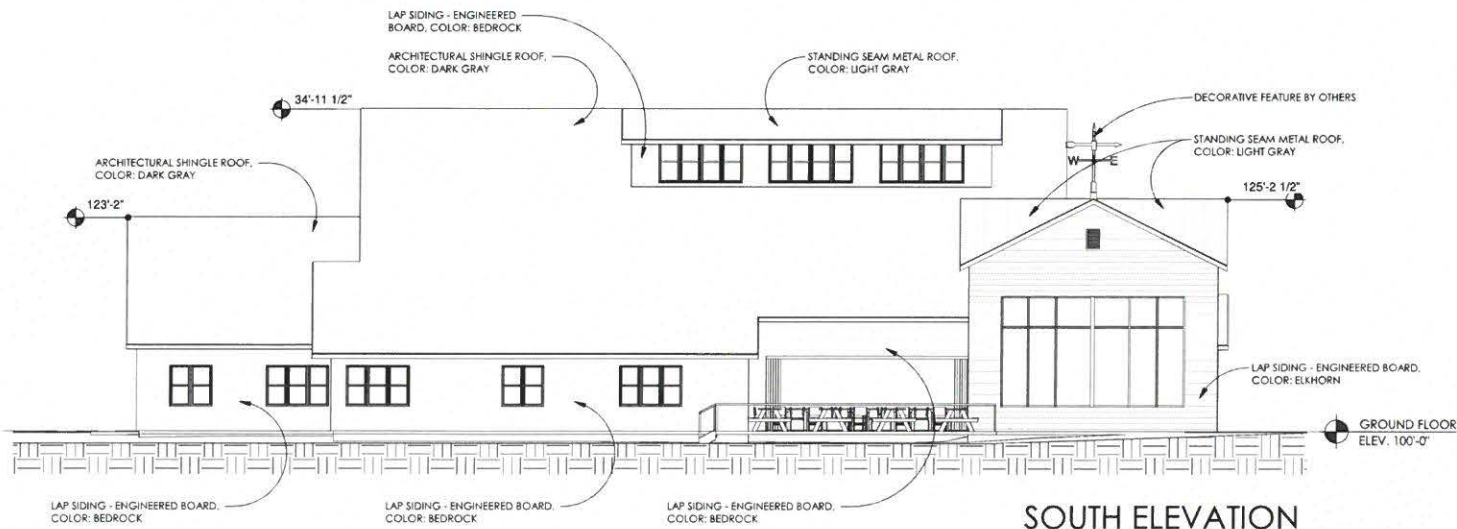 LAP SIDING - ENGINEERED
BOARD, COLOR: BEDROCK
ARCHITECTURAL SHINGLE ROOF,
COLOR: DARK GRAY
STANDING SEAM METAL ROOF,
COLOR: LIGHT GRAY
34'-11 1/2"
DECORATIVE FEATURE BY OTHERS
STANDING SEAM METAL ROOF,
COLOR: LIGHT GRAY
ARCHITECTURAL SHINGLE ROOF,
COLOR: DARK GRAY
W E
123'-2"
125'-2 1/2"
LAP SIDING - ENGINEERED BOARD,
COLOR: ELKHORN
GROUND FLOOR
ELEV. 100'-0"
LAP SIDING - ENGINEERED BOARD,
COLOR: BEDROCK
LAP SIDING - ENGINEERED BOARD,
COLOR: BEDROCK
LAP SIDING - ENGINEERED BOARD,
COLOR: BEDROCK
SOUTH ELEVATION